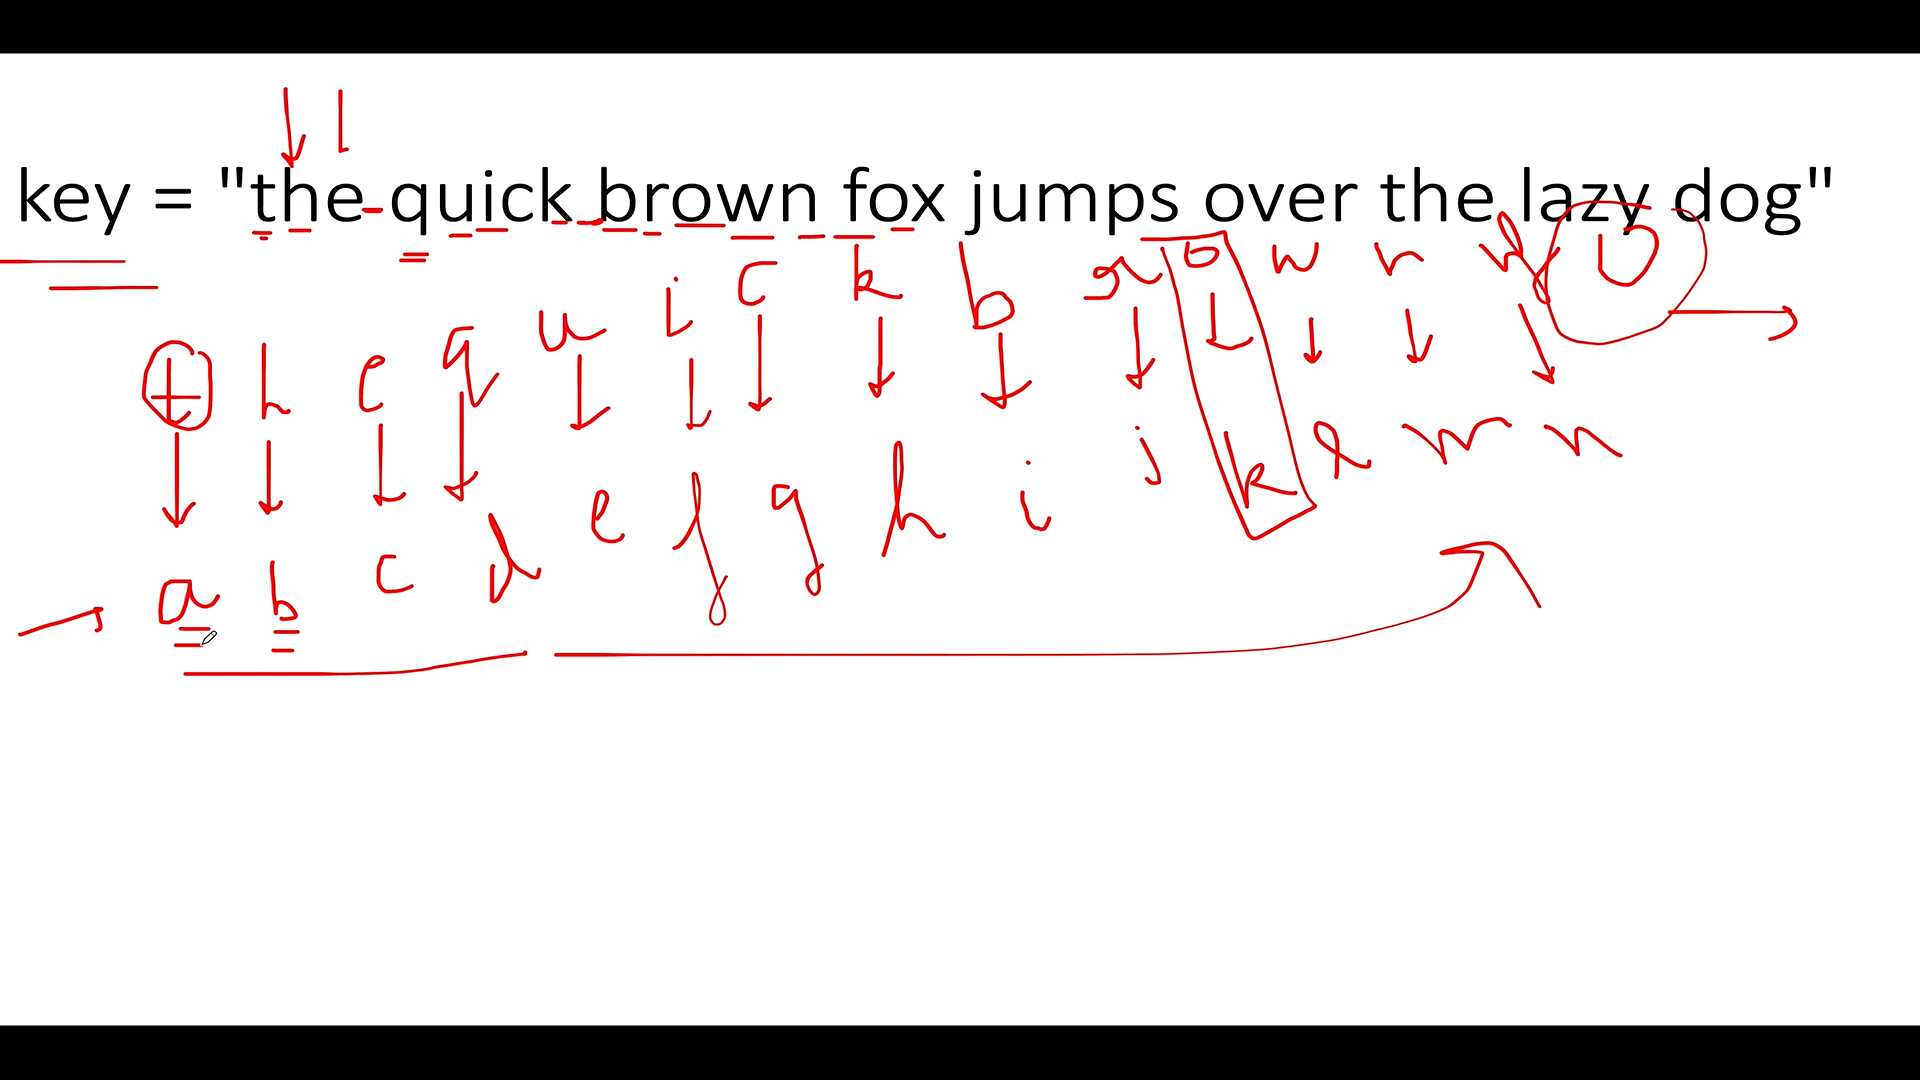 key = "the quick brown fox jumps over the lazy dog"
t h e q u i c k b r o w n f o
a b c d e f g h i j k l m n